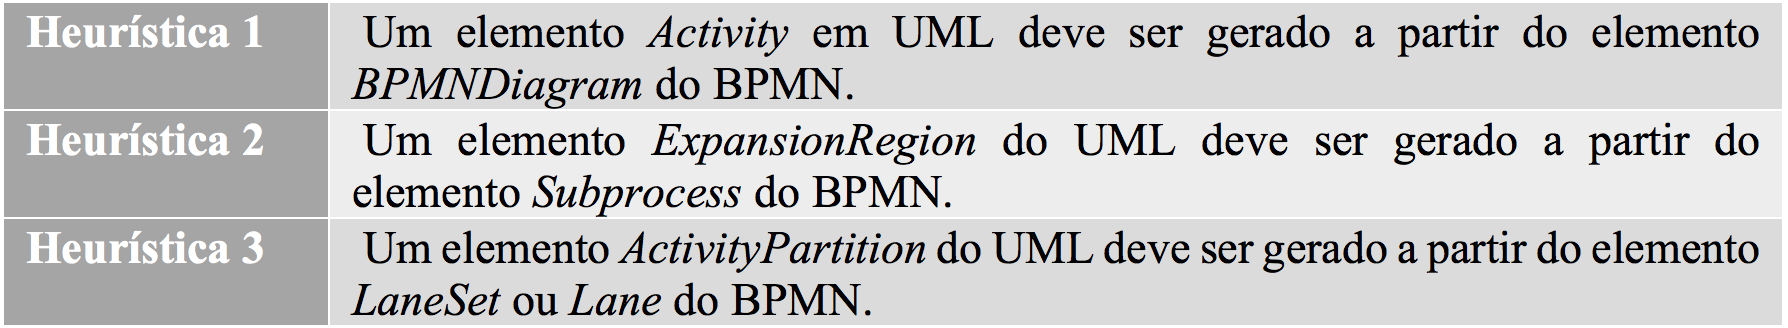 Heurística 1 Um elemento Activity em UML deve ser gerado a partir do elemento
BPMNDiagram do BPMN.
Heurística 2 Um elemento ExpansionRegion do UML deve ser gerado a partir do
elemento Subprocess do BPMN.
Heurística 3 Um elemento ActivityPartition do UML deve ser gerado a partir do elemento
LaneSet ou Lane do BPMN.